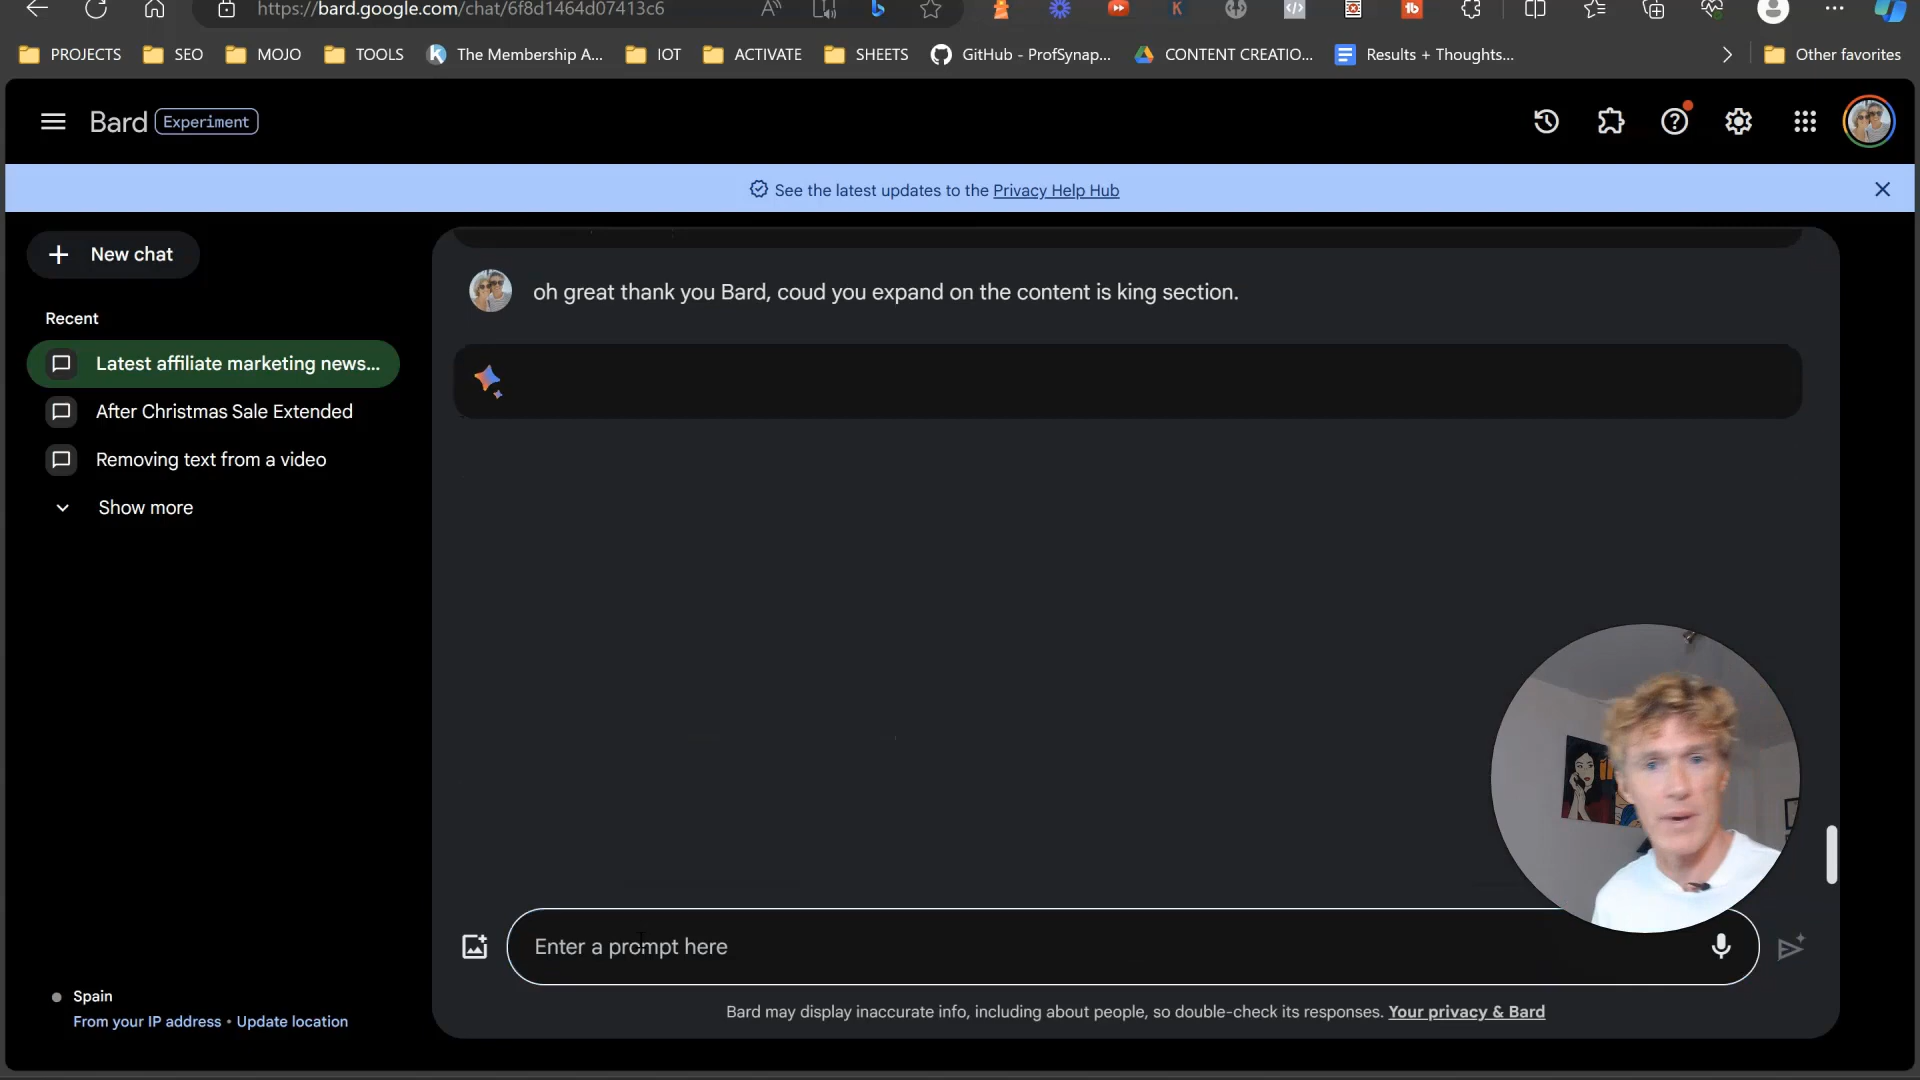 https://bard.google.com/chat/6f8d1464d07413c6
PROJECTS
SEO
MOJO
TOOLS
The Membership A...
IOT
ACTIVATE
SHEETS
GitHub - ProfSynap...
CONTENT CREATIO...
Results + Thoughts...
Other favorites
Bard Experiment
See the latest updates to the Privacy Help Hub
New chat
Recent
Latest affiliate marketing news...
After Christmas Sale Extended
Removing text from a video
Show more
oh great thank you Bard, coud you expand on the content is king section.
Enter a prompt here
Spain
From your IP address • Update location
Bard may display inaccurate info, including about people, so double-check its responses. Your privacy & Bard